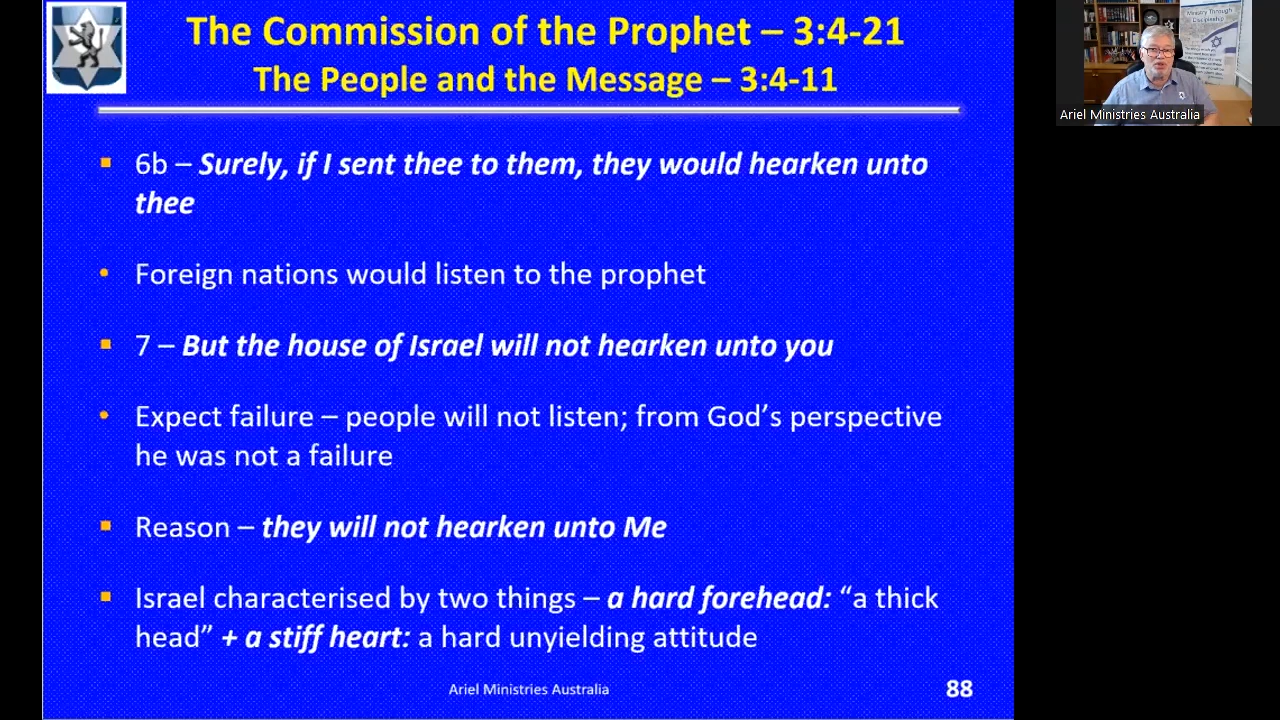 The Commission of the Prophet – 3:4-21
The People and the Message – 3:4-11
6b – Surely, if I sent thee to them, they would hearken unto
thee
Foreign nations would listen to the prophet
7 – But the house of Israel will not hearken unto you
Expect failure – people will not listen; from God’s perspective
he was not a failure
Reason – they will not hearken unto Me
Israel characterised by two things – a hard forehead: “a thick
head” + a stiff heart: a hard unyielding attitude
Ariel Ministries Australia
88
Ministry Through
Discipleship
Ariel Ministries Australia